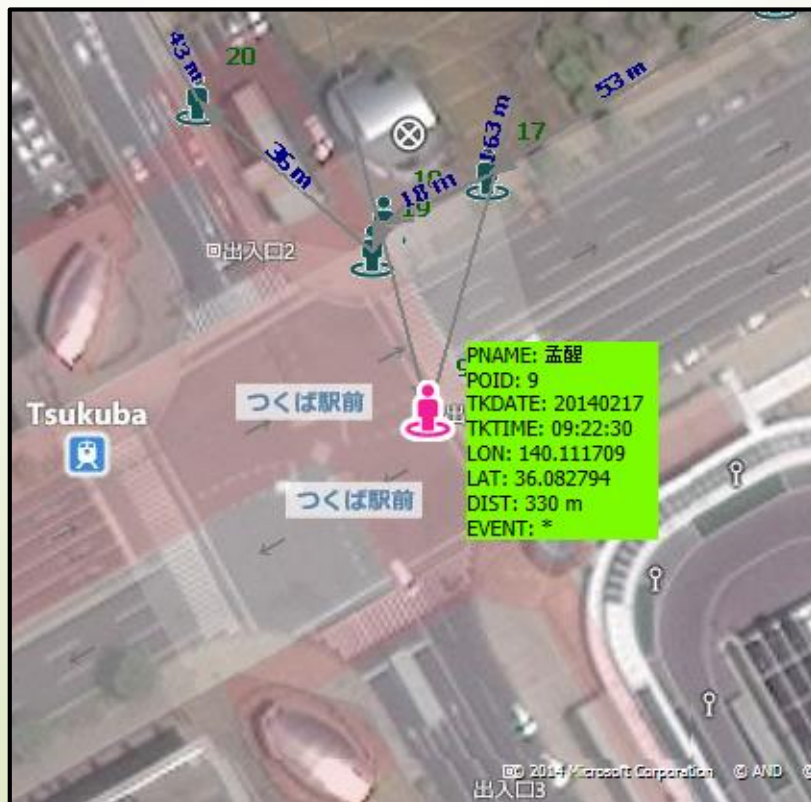 43 m
20
53 m
63 m
17
35 m
18 m
19
出入口2
PNAME: 孟醒
POID: 9
TKDATE: 20140217
TKTIME: 09:22:30
LON: 140.111709
LAT: 36.082794
DIST: 330 m
EVENT: *
つくば駅前
Tsukuba
つくば駅前
© 2014 Microsoft Corporation © AND ©
出入口3